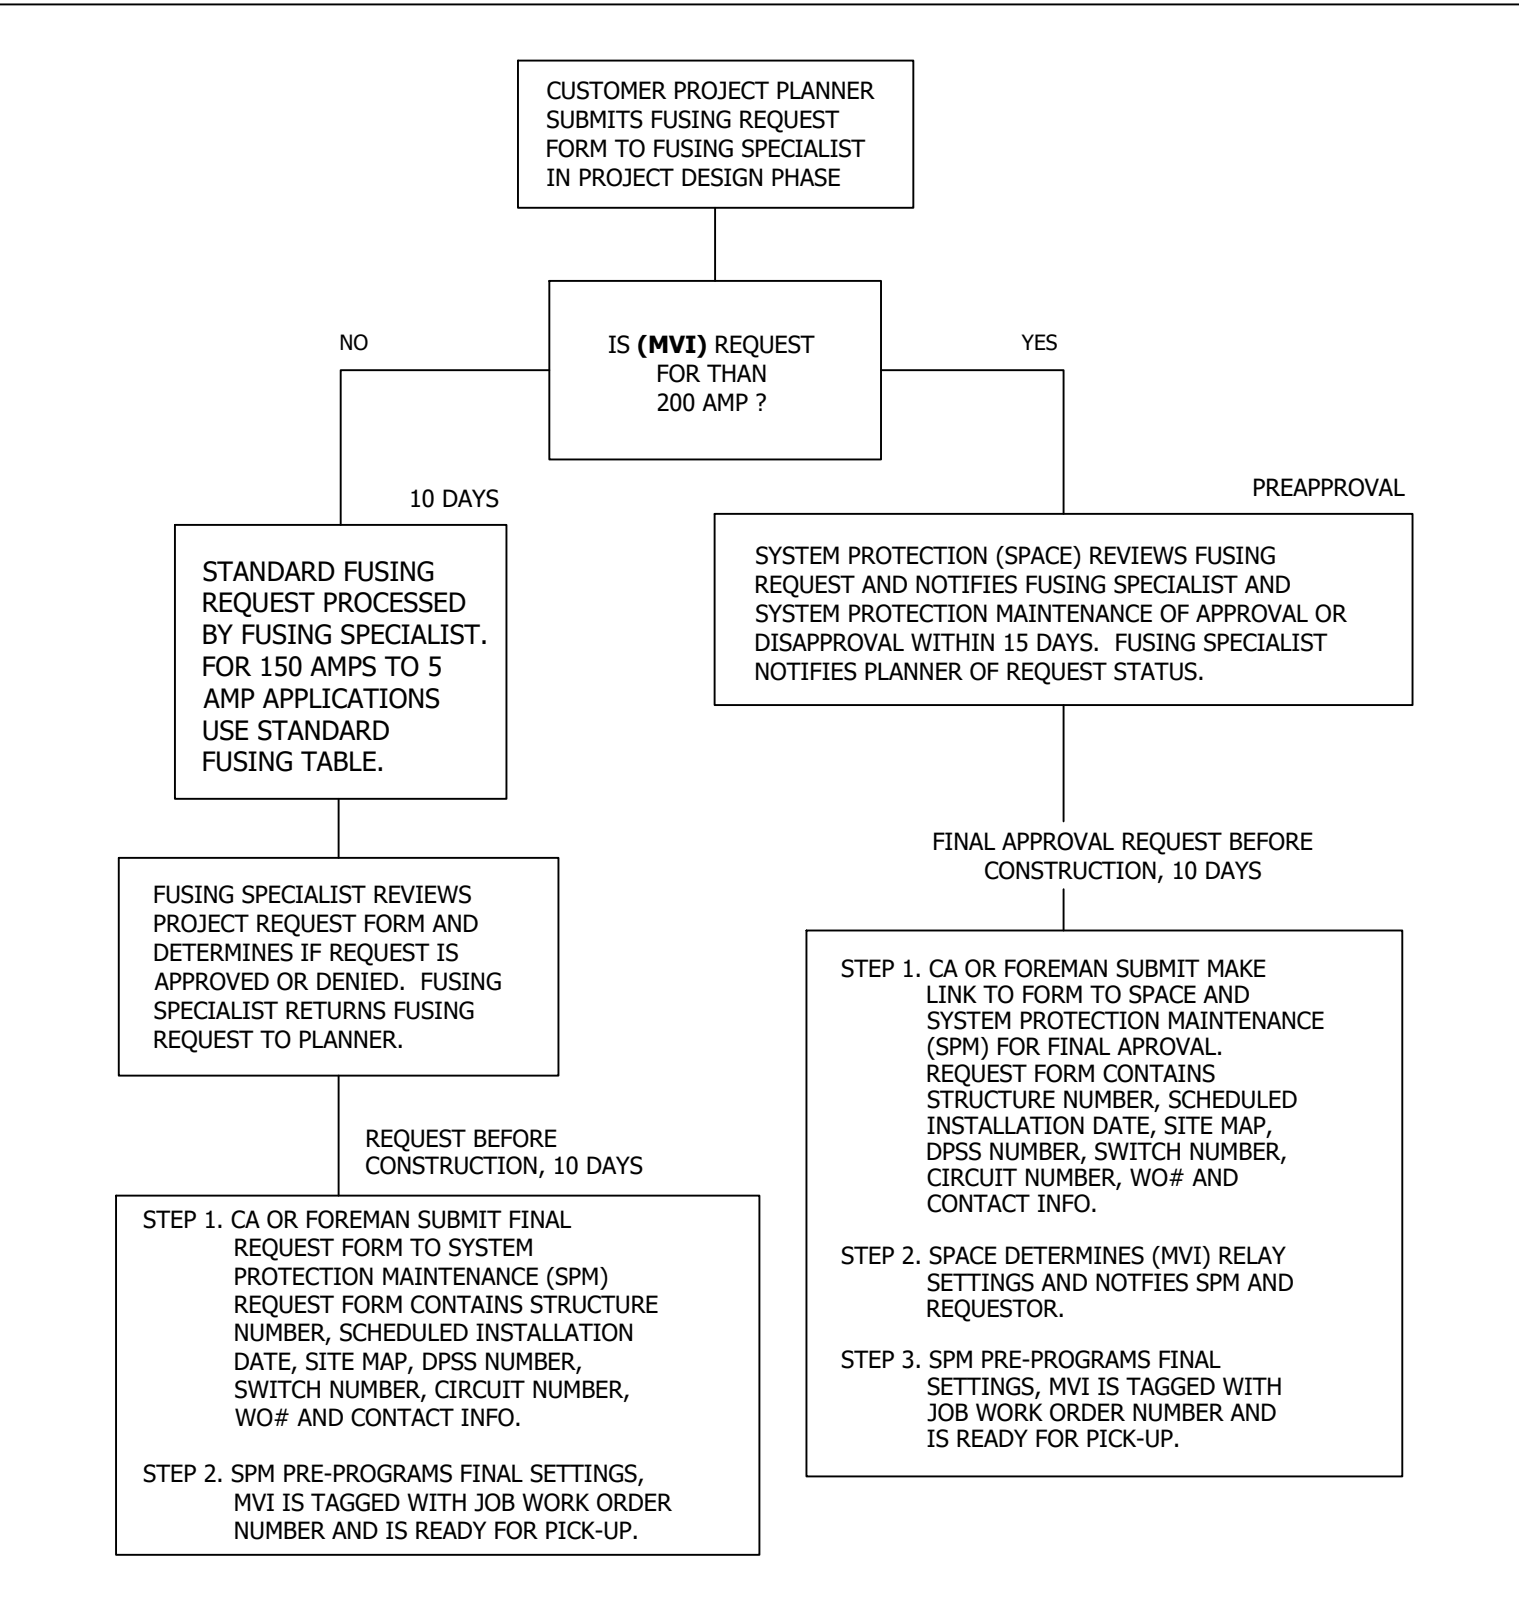 CUSTOMER PROJECT PLANNER
SUBMITS FUSING REQUEST
FORM TO FUSING SPECIALIST
IN PROJECT DESIGN PHASE
NO
IS (MVI) REQUEST
FOR THAN
200 AMP ?
YES
10 DAYS
STANDARD FUSING
REQUEST PROCESSED
BY FUSING SPECIALIST.
FOR 150 AMPS TO 5
AMP APPLICATIONS
USE STANDARD
FUSING TABLE.
FUSING SPECIALIST REVIEWS
PROJECT REQUEST FORM AND
DETERMINES IF REQUEST IS
APPROVED OR DENIED. FUSING
SPECIALIST RETURNS FUSING
REQUEST TO PLANNER.
REQUEST BEFORE
CONSTRUCTION, 10 DAYS
STEP 1. CA OR FOREMAN SUBMIT FINAL
REQUEST FORM TO SYSTEM
PROTECTION MAINTENANCE (SPM)
REQUEST FORM CONTAINS STRUCTURE
NUMBER, SCHEDULED INSTALLATION
DATE, SITE MAP, DPSS NUMBER,
SWITCH NUMBER, CIRCUIT NUMBER,
WO# AND CONTACT INFO.
STEP 2. SPM PRE-PROGRAMS FINAL SETTINGS,
MVI IS TAGGED WITH JOB WORK ORDER
NUMBER AND IS READY FOR PICK-UP.
PREAPPROVAL
SYSTEM PROTECTION (SPACE) REVIEWS FUSING
REQUEST AND NOTIFIES FUSING SPECIALIST AND
SYSTEM PROTECTION MAINTENANCE OF APPROVAL OR
DISAPPROVAL WITHIN 15 DAYS. FUSING SPECIALIST
NOTIFIES PLANNER OF REQUEST STATUS.
FINAL APPROVAL REQUEST BEFORE
CONSTRUCTION, 10 DAYS
STEP 1. CA OR FOREMAN SUBMIT MAKE
LINK TO FORM TO SPACE AND
SYSTEM PROTECTION MAINTENANCE
(SPM) FOR FINAL APROVAL.
REQUEST FORM CONTAINS
STRUCTURE NUMBER, SCHEDULED
INSTALLATION DATE, SITE MAP,
DPSS NUMBER, SWITCH NUMBER,
CIRCUIT NUMBER, WO# AND
CONTACT INFO.
STEP 2. SPACE DETERMINES (MVI) RELAY
SETTINGS AND NOTFIES SPM AND
REQUESTOR.
STEP 3. SPM PRE-PROGRAMS FINAL
SETTINGS, MVI IS TAGGED WITH
JOB WORK ORDER NUMBER AND
IS READY FOR PICK-UP.